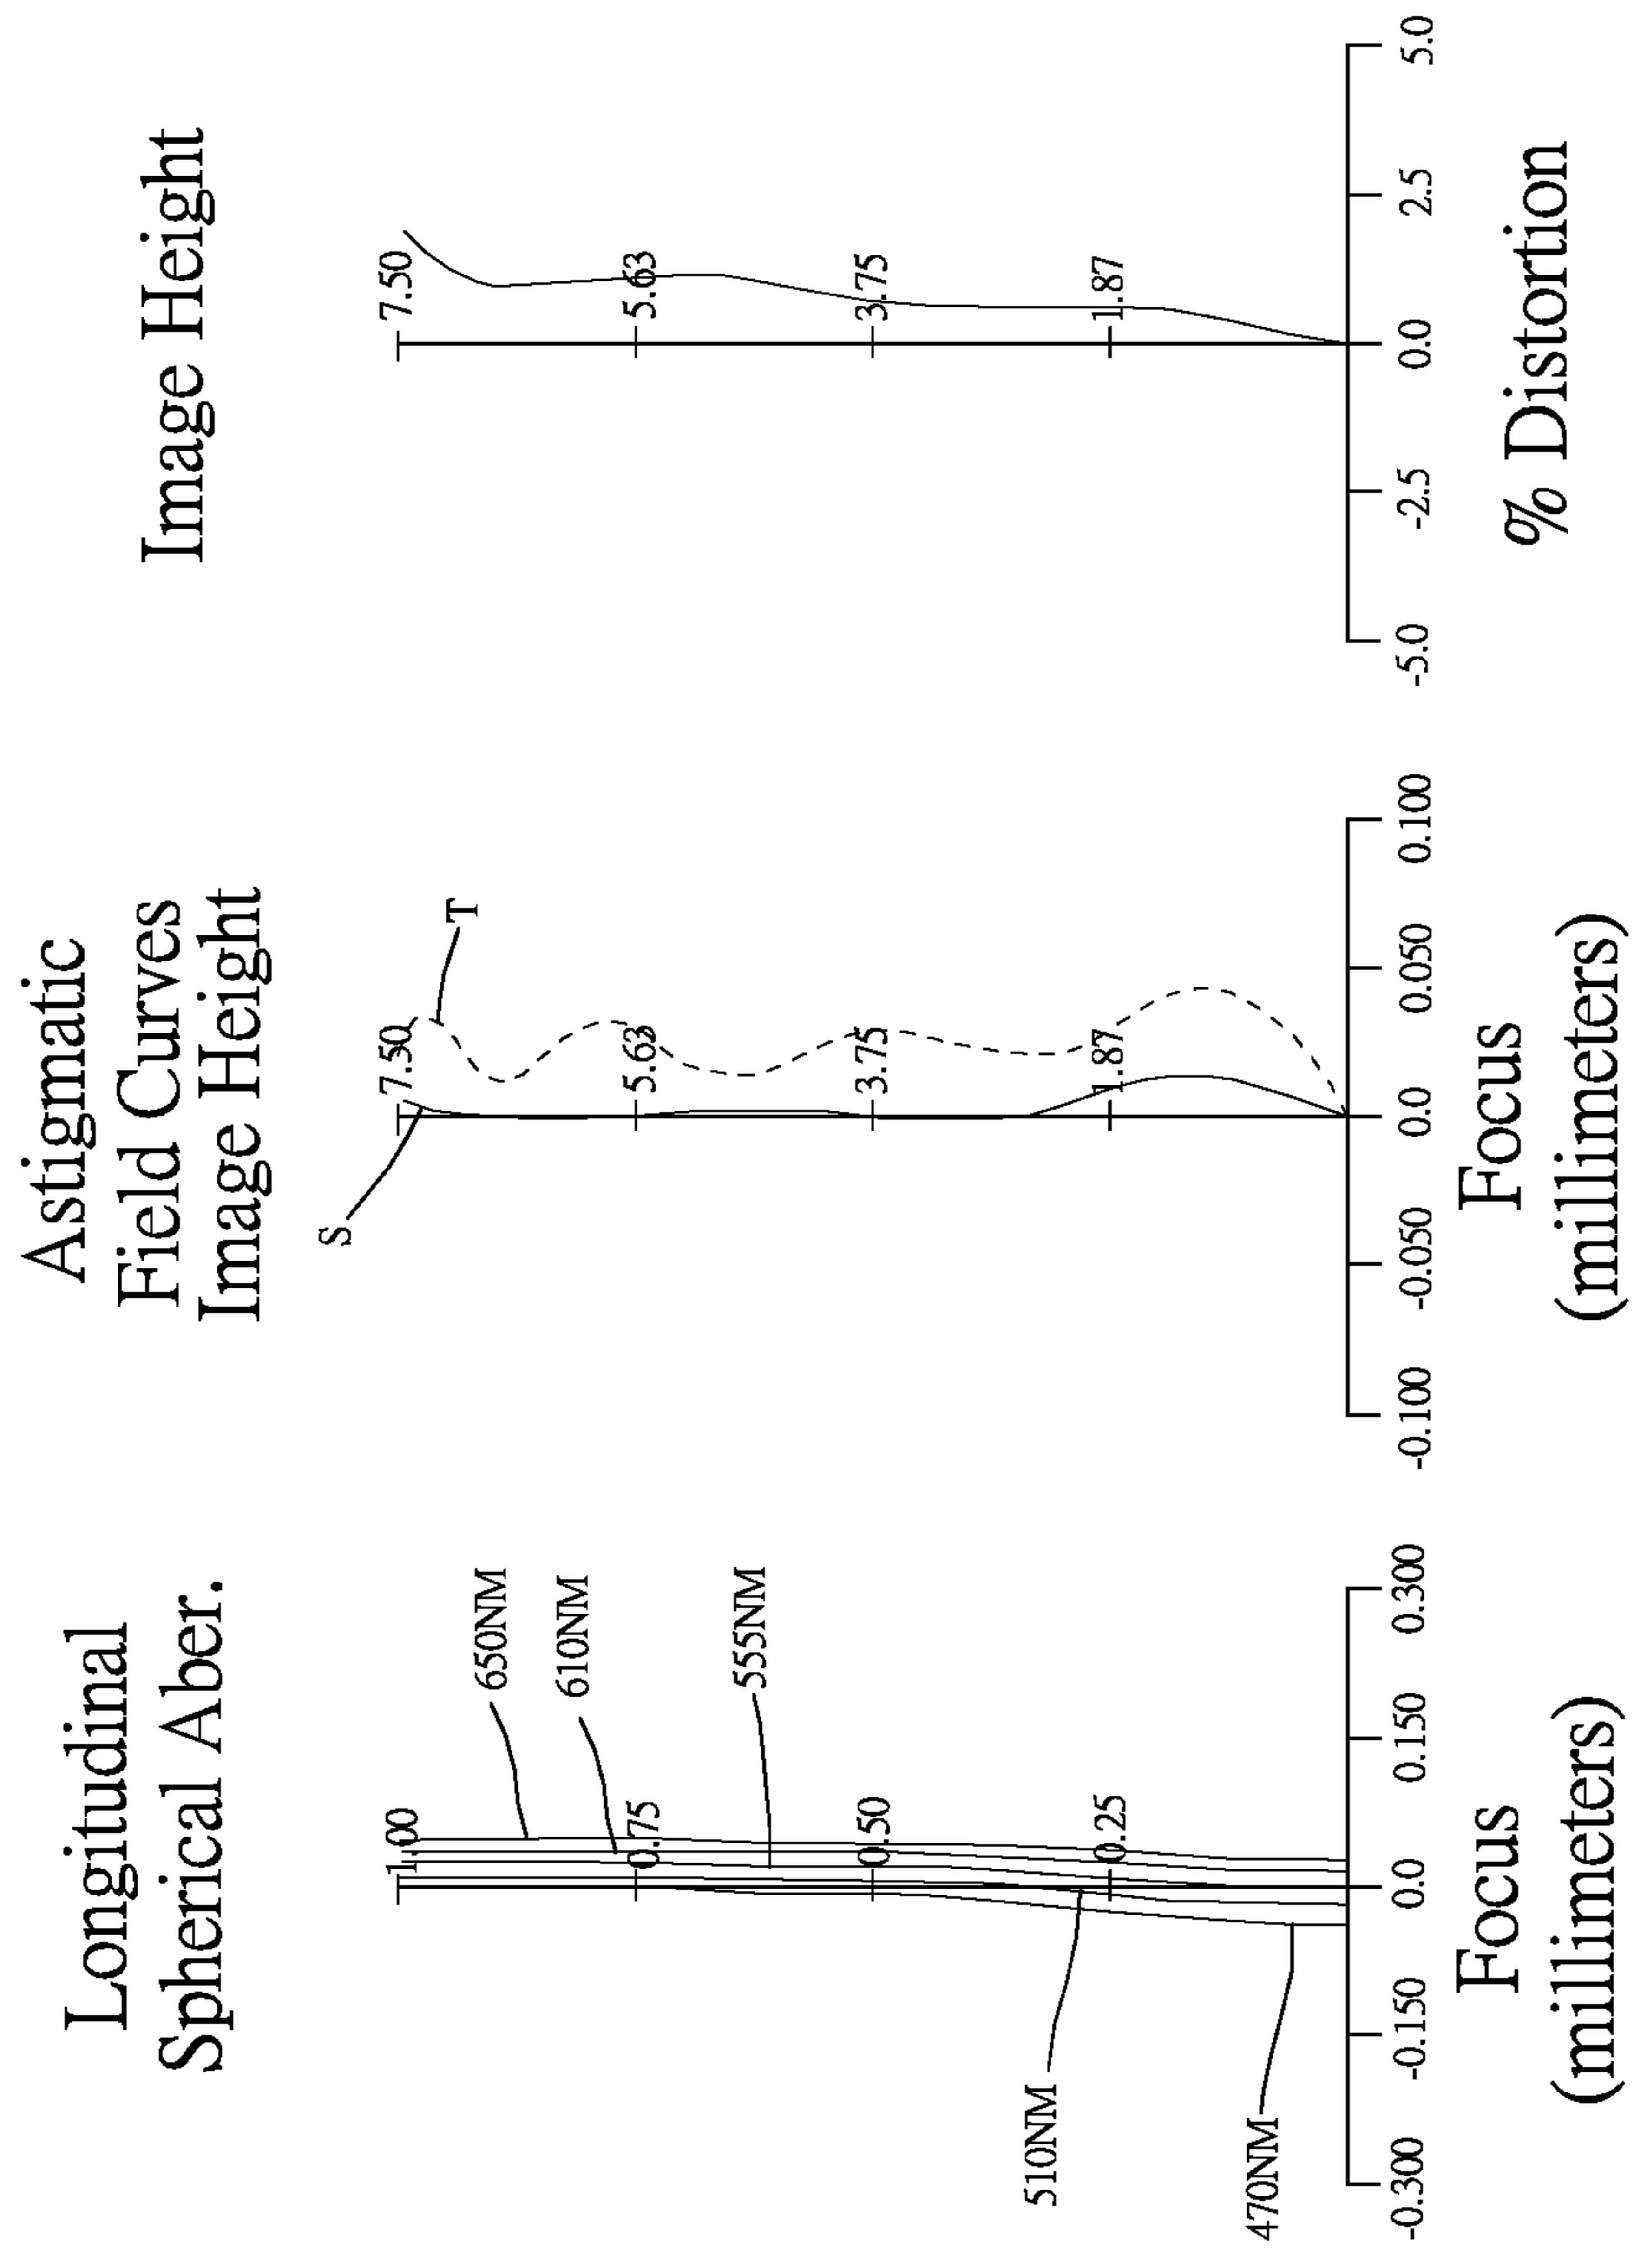 Longitudinal
Spherical Aber.
1.00
650NM
610NM
0.75
555NM
0.50
0.25
510NM
470NM
-0.300 -0.150 0.0 0.150 0.300
Focus
(millimeters)
Astigmatic
Field Curves
Image Height
S
7.50
T
5.63
3.75
1.87
-0.100 -0.050 0.0 0.050 0.100
Focus
(millimeters)
Image Height
7.50
5.63
3.75
1.87
-5.0 -2.5 0.0 2.5 5.0
% Distortion